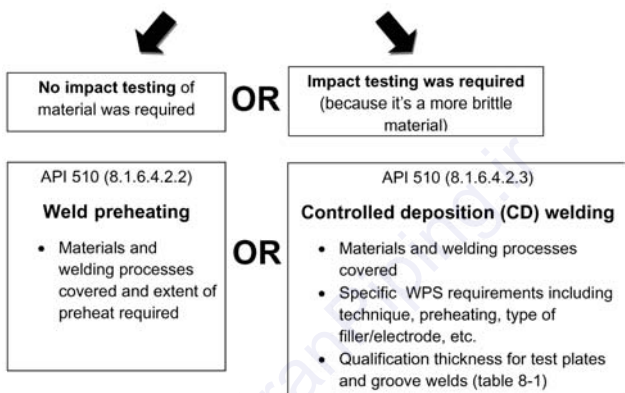 No impact testing of
material was required
OR
Impact testing was required
(because it's a more brittle
material)
API 510 (8.1.6.4.2.2)
Weld preheating
• Materials and
welding processes
covered and extent of
preheat required
OR
API 510 (8.1.6.4.2.3)
Controlled deposition (CD) welding
• Materials and welding processes
covered
• Specific WPS requirements including
technique, preheating, type of
filler/electrode, etc.
• Qualification thickness for test plates
and groove welds (table 8-1)